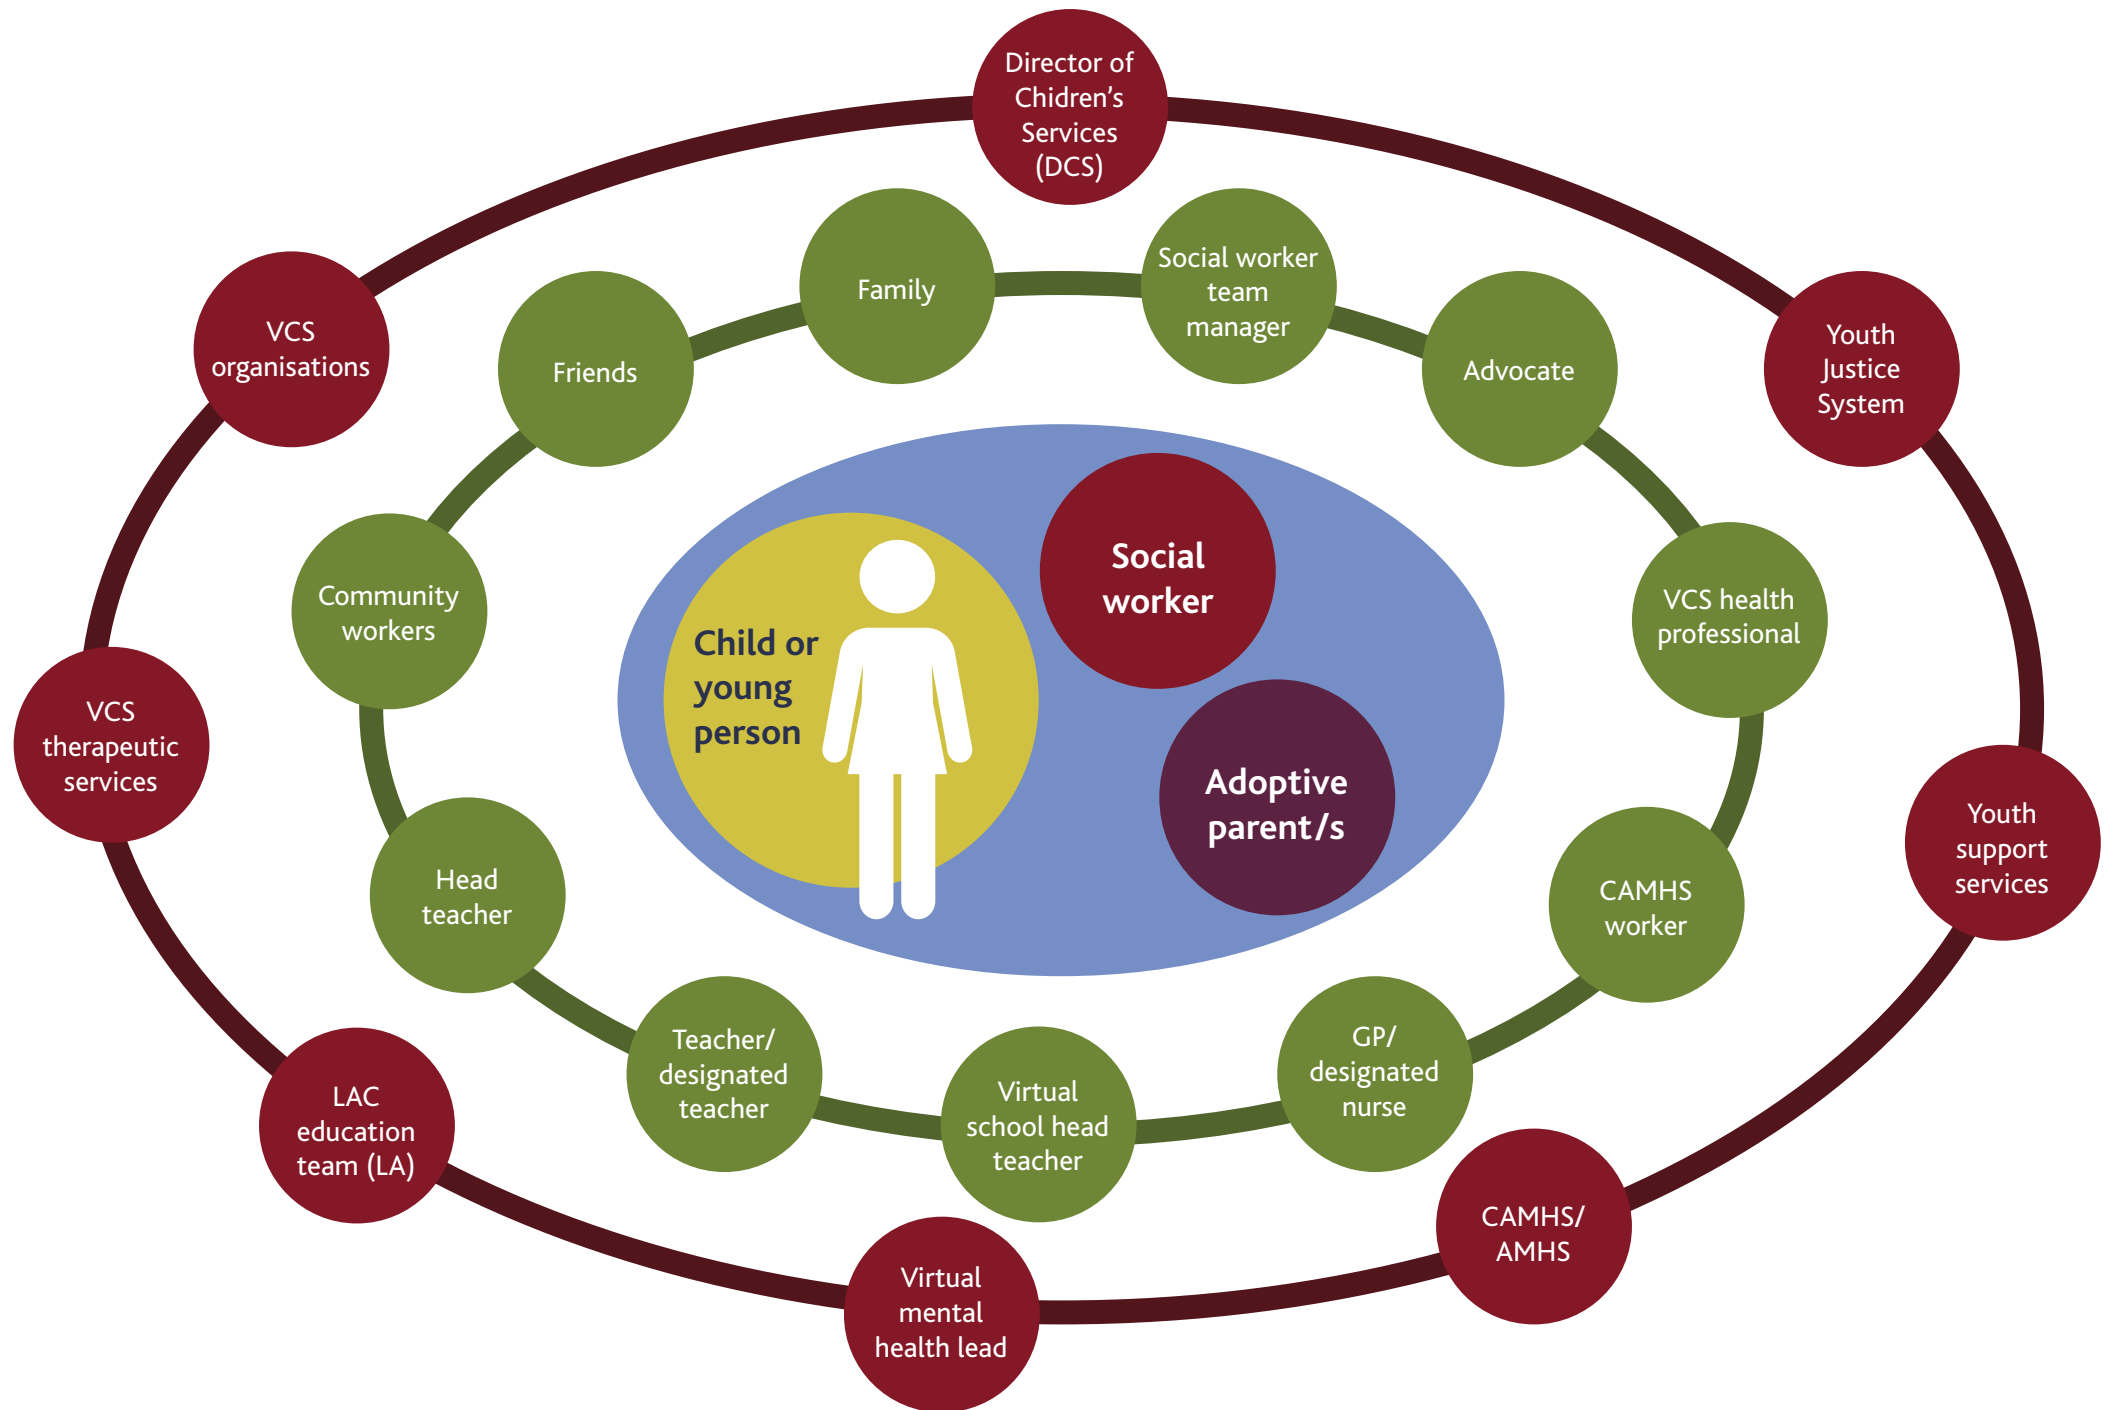 Director of
Chidren's
Services
(DCS)
Family
Social worker
team
manager
Friends
Advocate
VCS
organisations
Youth
Justice
System
Community
workers
VCS health
professional
Social
worker
Child or
young
person
Adoptive
parent/s
VCS
therapeutic
services
Youth
support
services
Head
teacher
CAMHS
worker
Teacher/
designated
teacher
Virtual
school head
teacher
GP/
designated
nurse
LAC
education
team (LA)
CAMHS/
AMHS
Virtual
mental
health lead